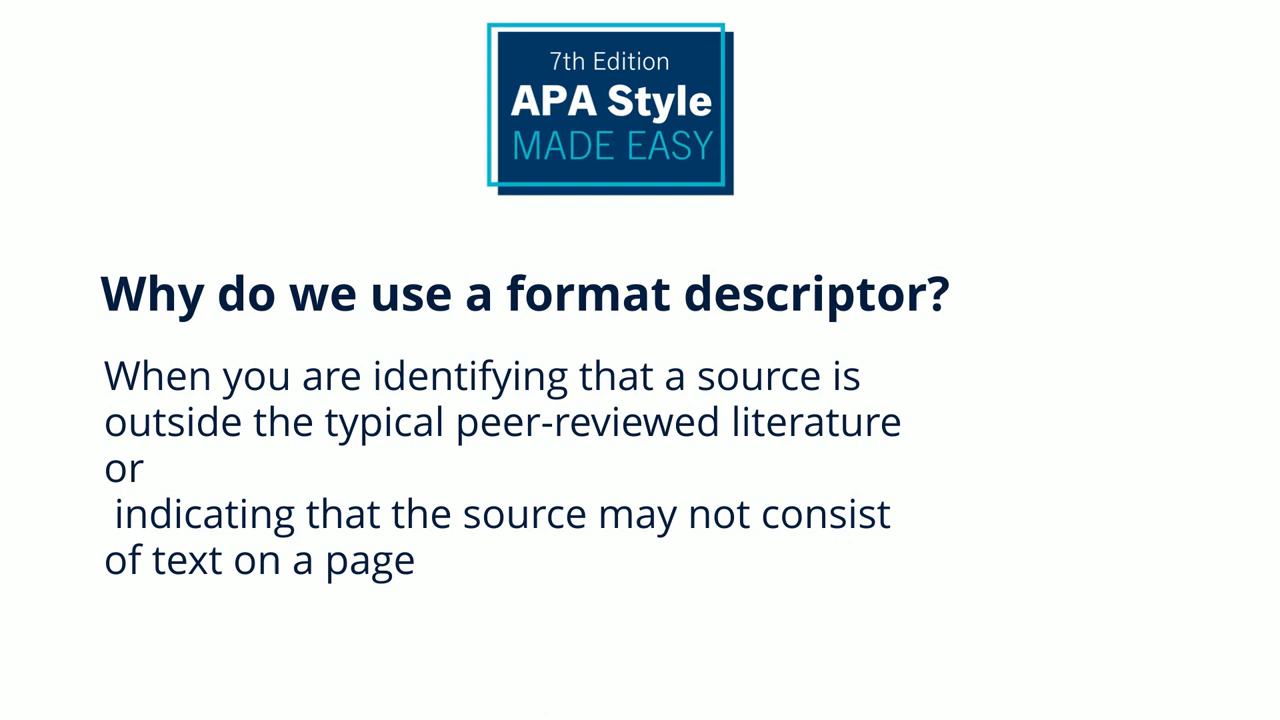 7th Edition
APA Style
MADE EASY
Why do we use a format descriptor?
When you are identifying that a source is
outside the typical peer-reviewed literature
or
indicating that the source may not consist
of text on a page